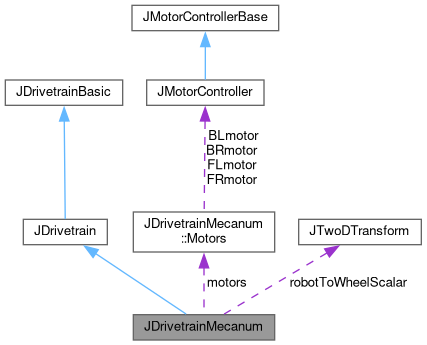 JMotorControllerBase
JDrivetrainBasic
JMotorController
BLmotor
BRmotor
FLmotor
FRmotor
JDrivetrain
JDrivetrainMecanum
::Motors
JTwoDTransform
motors
robotToWheelScalar
JDrivetrainMecanum